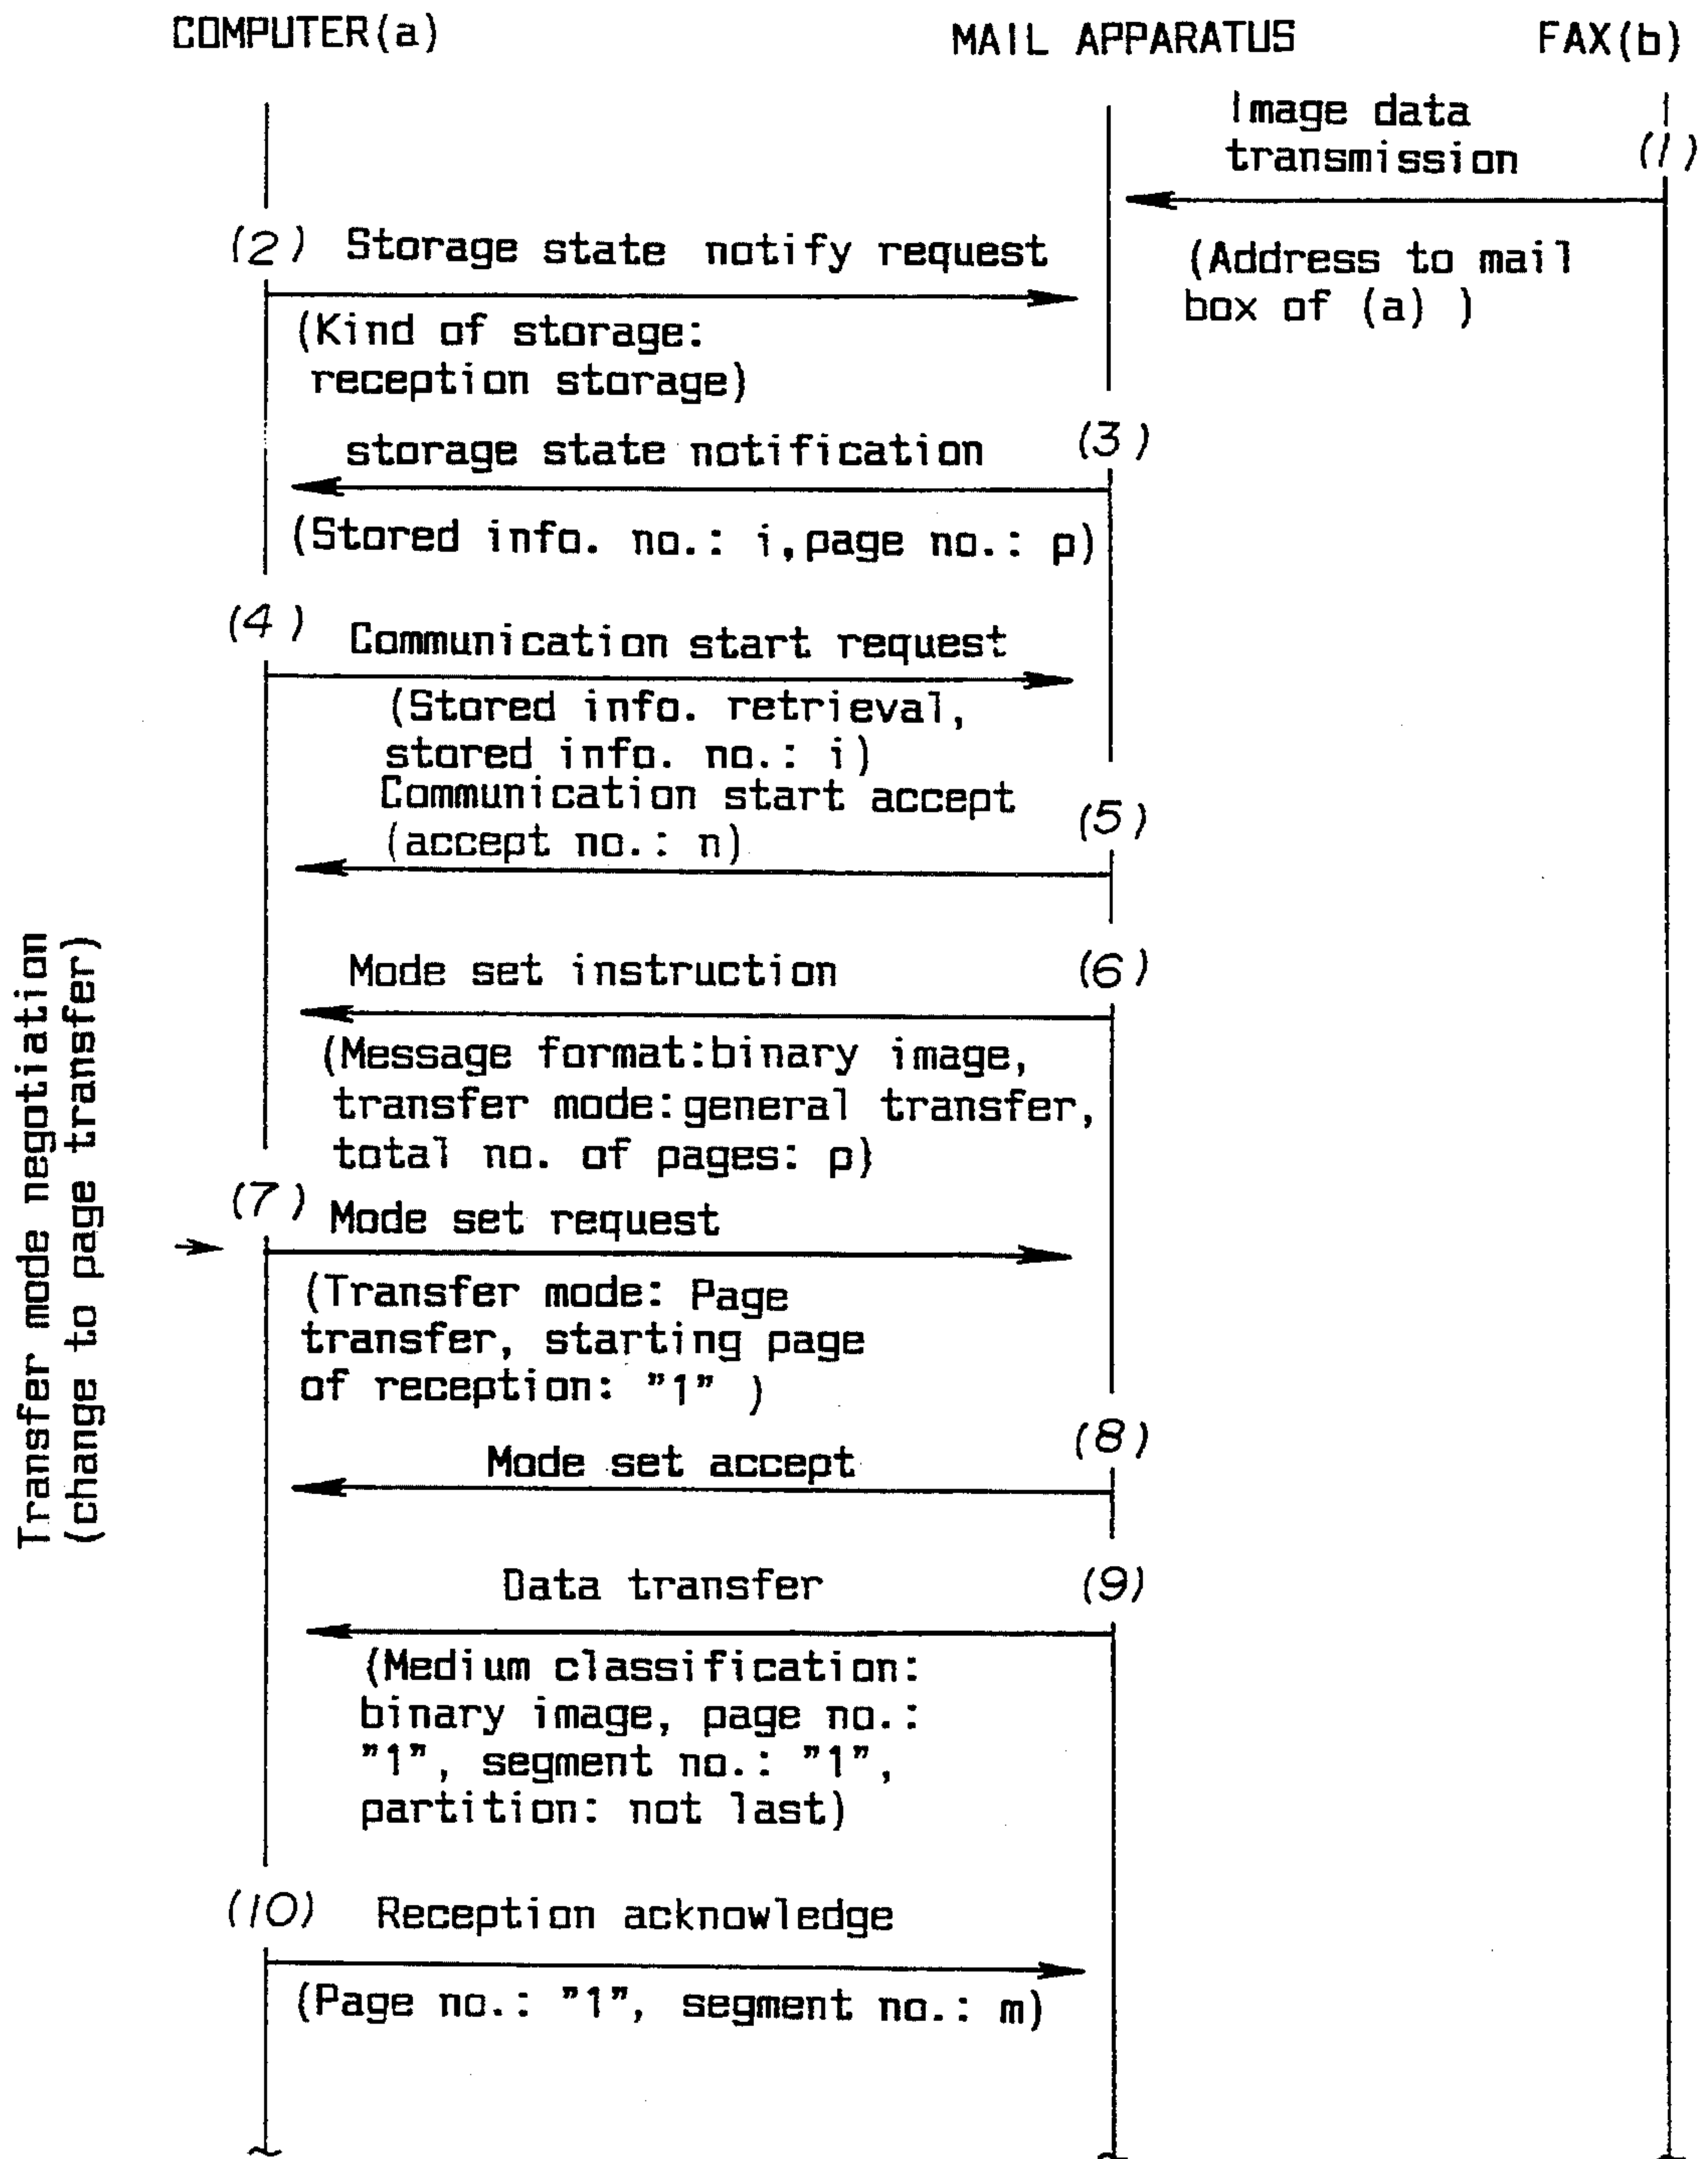 COMPUTER(a)
MAIL APPARATUS
FAX(b)
Image data
transmission
(1)
(Address to mail
box of (a) )
(2) Storage state notify request
(Kind of storage:
reception storage)
storage state notification
(3)
(Stored info. no.: i, page no.: p)
(4) Communication start request
(Stored info. retrieval,
stored info. no.: i)
Communication start accept
(accept no.: n)
(5)
Mode set instruction
(6)
(Message format:binary image,
transfer mode:general transfer,
total no. of pages: p)
Transfer mode negotiation
(change to page transfer)
(7) Mode set request
(Transfer mode: Page
transfer, starting page
of reception: "1" )
Mode set accept
(8)
Data transfer
(9)
(Medium classification:
binary image, page no.:
"1", segment no.: "1",
partition: not last)
(10) Reception acknowledge
(Page no.: "1", segment no.: m)